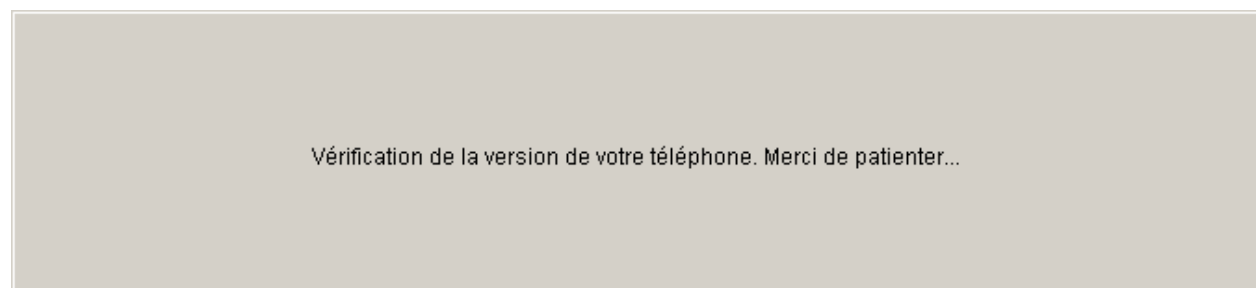 Vérification de la version de votre téléphone. Merci de patienter...